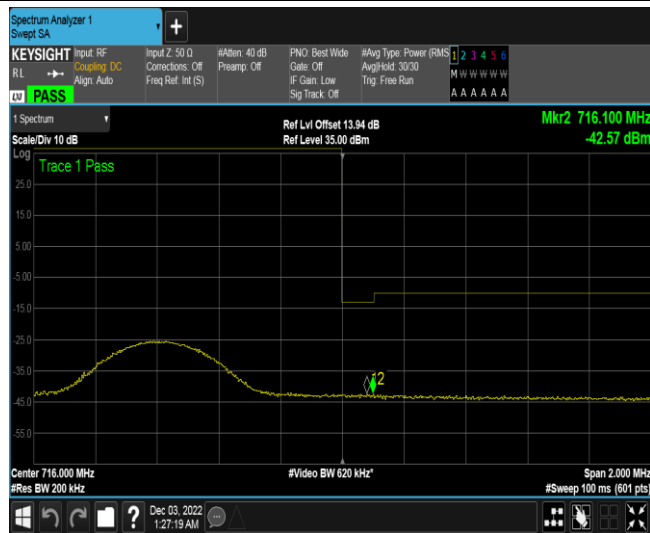 Spectrum Analyzer 1
Swept SA
+
KEYSIGHT
RL
LXI
PASS
Input: RF
Coupling: DC
Align: Auto
Input Z: 50 Ω
Corrections: Off
Freq Ref: Int (S)
#Atten: 40 dB
Preamp: Off
PNO: Best Wide
Gate: Off
IF Gain: Low
Sig Track: Off
#Avg Type: Power (RMS
Avg|Hold: 30/30
Trig: Free Run
1 2 3 4 5 6
M W W W W W
A A A A A A
1 Spectrum
Scale/Div 10 dB
Ref Lvl Offset 13.94 dB
Ref Level 35.00 dBm
Mkr2 716.100 MHz
-42.57 dBm
Log
Trace 1 Pass
25.0
15.0
5.00
-5.00
-15.0
-25.0
-35.0
-45.0
-55.0
2
Center 716.000 MHz
#Res BW 200 kHz
#Video BW 620 kHz*
Span 2.000 MHz
#Sweep 100 ms (601 pts)
?
Dec 03, 2022
1:27:19 AM